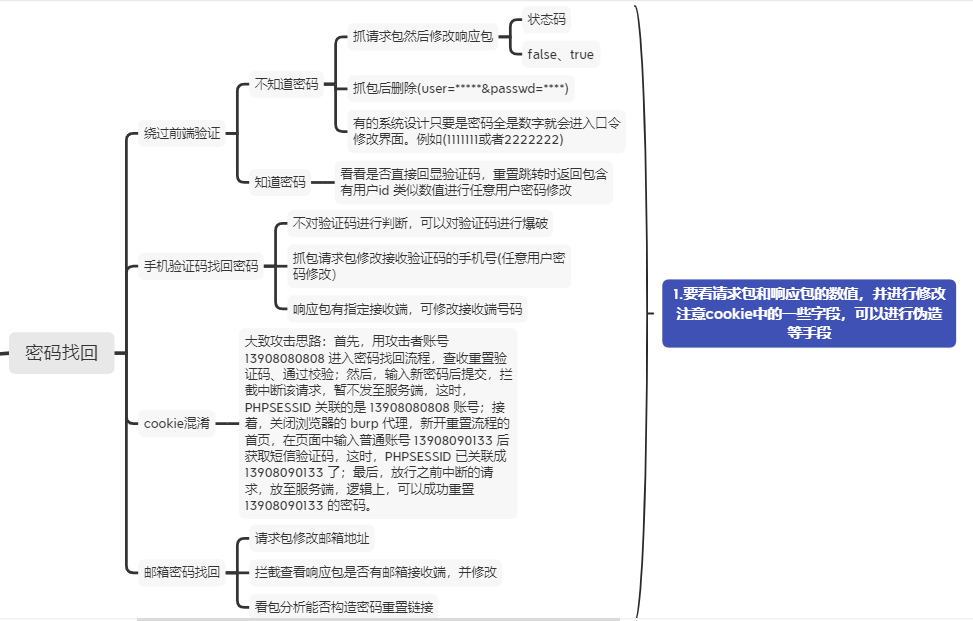 密码找回
绕过前端验证
不知道密码
抓请求包然后修改响应包
状态码
false、true
抓包后删除(user=*****&passwd=****)
有的系统设计只要是密码全是数字就会进入口令
修改界面。例如(1111111或者2222222)
知道密码
看看是否直接回显验证码，重置跳转时返回包含
有用户id 类似数值进行任意用户密码修改
手机验证码找回密码
不对验证码进行判断，可以对验证码进行爆破
抓包请求包修改接收验证码的手机号(任意用户密
码修改)
响应包有指定接收端，可修改接收端号码
cookie混淆
大致攻击思路：首先，用攻击者账号
13908080808 进入密码找回流程，查收重置验
证码、通过校验；然后，输入新密码后提交，拦
截中断该请求，暂不发至服务端，这时，
PHPSESSID 关联的是 13908080808 账号；接
着，关闭浏览器的 burp 代理，新开重置流程的
首页，在页面中输入普通账号 13908090133 后
获取短信验证码，这时，PHPSESSID 已关联成
13908090133 了；最后，放行之前中断的请
求，放至服务端，逻辑上，可以成功重置
13908090133 的密码。
邮箱密码找回
请求包修改邮箱地址
拦截查看响应包是否有邮箱接收端，并修改
看包分析能否构造密码重置链接
1.要看请求包和响应包的数值，并进行修改
注意cookie中的一些字段，可以进行伪造
等手段